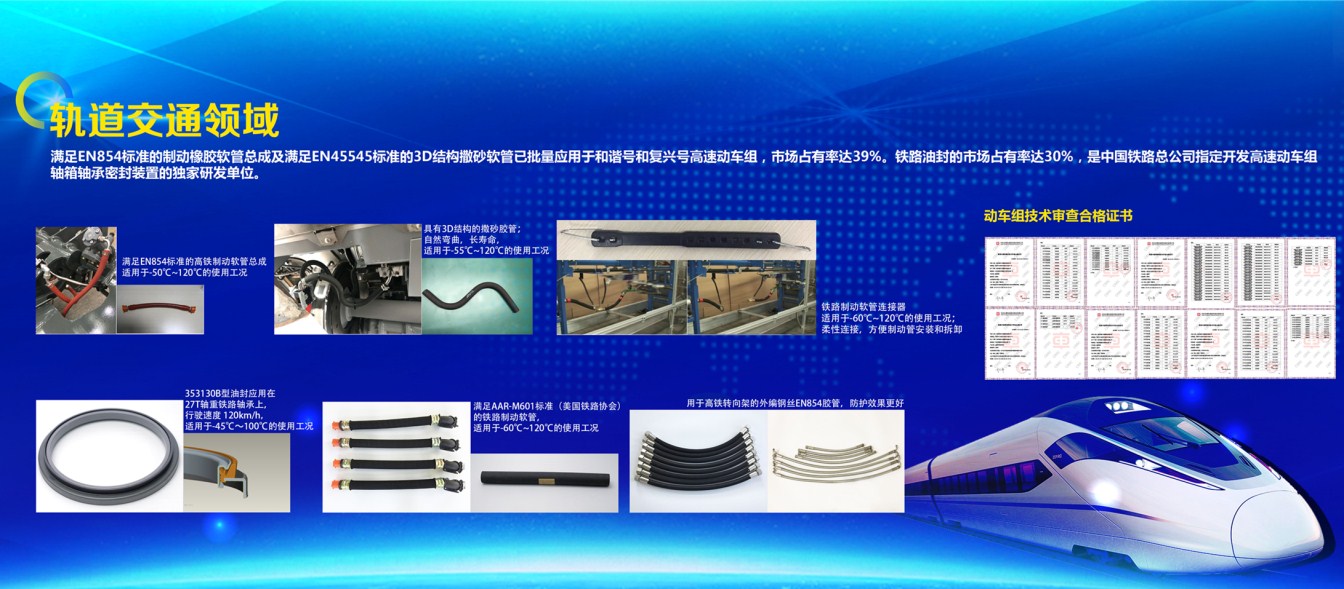 轨道交通领域
满足EN854标准的制动橡胶软管总成及满足EN45545标准的3D结构撒砂软管已批量应用于和谐号和复兴号高速动车组，市场占有率达39%。铁路油封的市场占有率达30%，是中国铁路总公司指定开发高速动车组
轴箱轴承密封装置的独家研发单位。
满足EN854标准的高铁制动软管总成
适用于-50℃~120℃的使用工况
具有3D结构的撒砂胶管；
自然弯曲，长寿命，
适用于-55℃~120℃的使用工况
铁路制动软管连接器
适用于-60℃~120℃的使用工况；
柔性连接，方便制动管安装和拆卸
动车组技术审查合格证书
353130B型油封应用在
27T轴重铁路轴承上，
行驶速度 120km/h，
适用于-45℃～100℃的使用工况
满足AAR-M601标准（美国铁路协会）
的铁路制动软管，
适用于-60℃~120℃的使用工况
用于高铁转向架的外编钢丝EN854胶管，防护效果更好